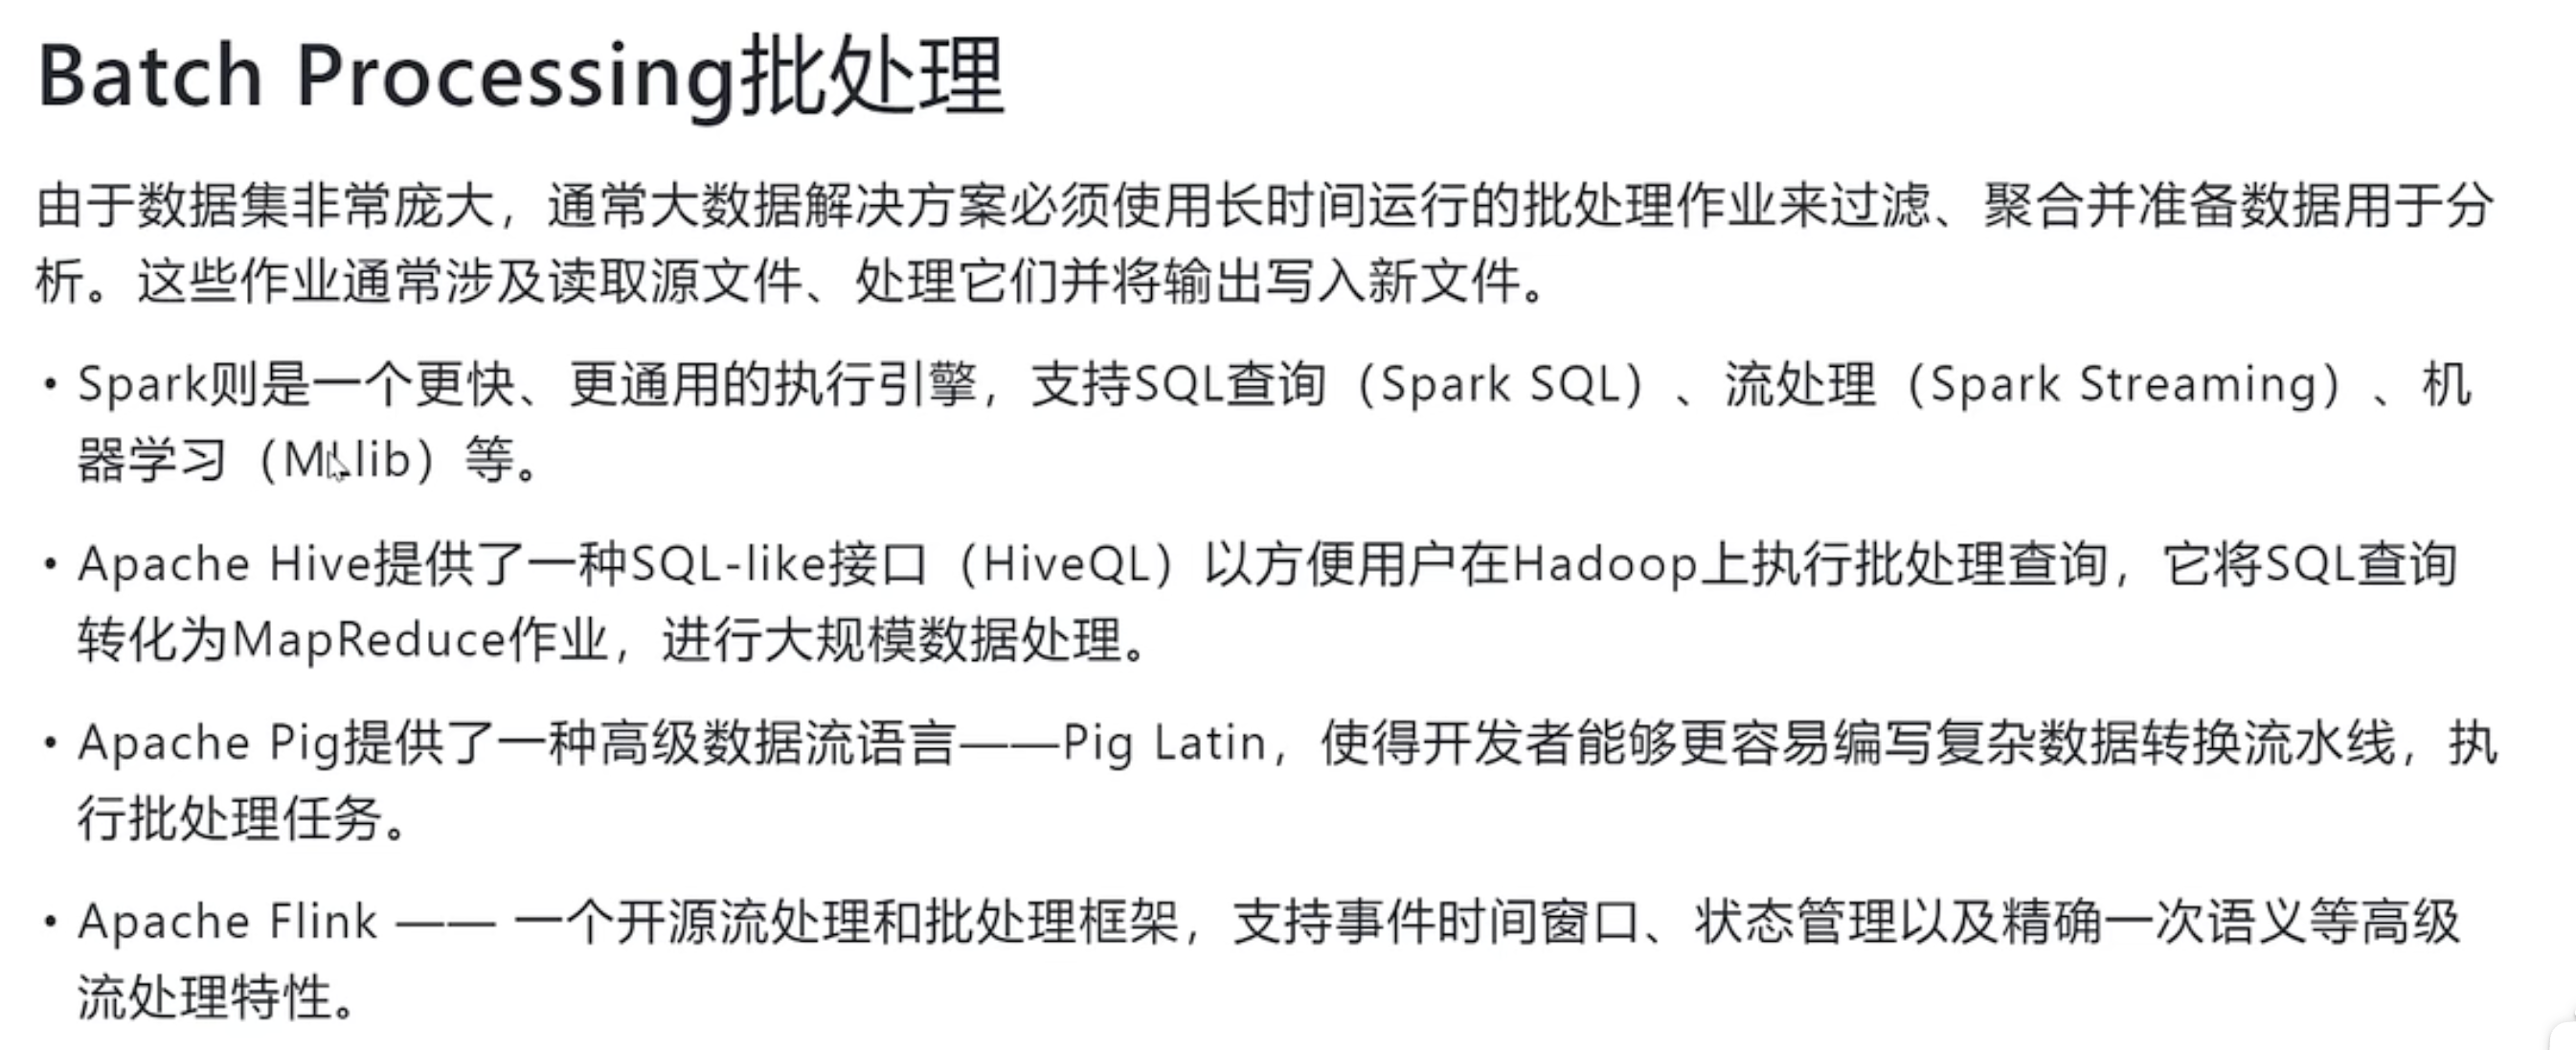 Batch Processing批处理
由于数据集非常庞大，通常大数据解决方案必须使用长时间运行的批处理作业来过滤、聚合并准备数据用于分
析。这些作业通常涉及读取源文件、处理它们并将输出写入新文件。
• Spark则是一个更快、更通用的执行引擎，支持SQL查询（Spark SQL）、流处理（Spark Streaming）、机
器学习（MLlib）等。
• Apache Hive提供了一种SQL-like接口（HiveQL）以方便用户在Hadoop上执行批处理查询，它将SQL查询
转化为MapReduce作业，进行大规模数据处理。
• Apache Pig提供了一种高级数据流语言——Pig Latin，使得开发者能够更容易编写复杂数据转换流水线，执
行批处理任务。
• Apache Flink —— 一个开源流处理和批处理框架，支持事件时间窗口、状态管理以及精确一次语义等高级
流处理特性。